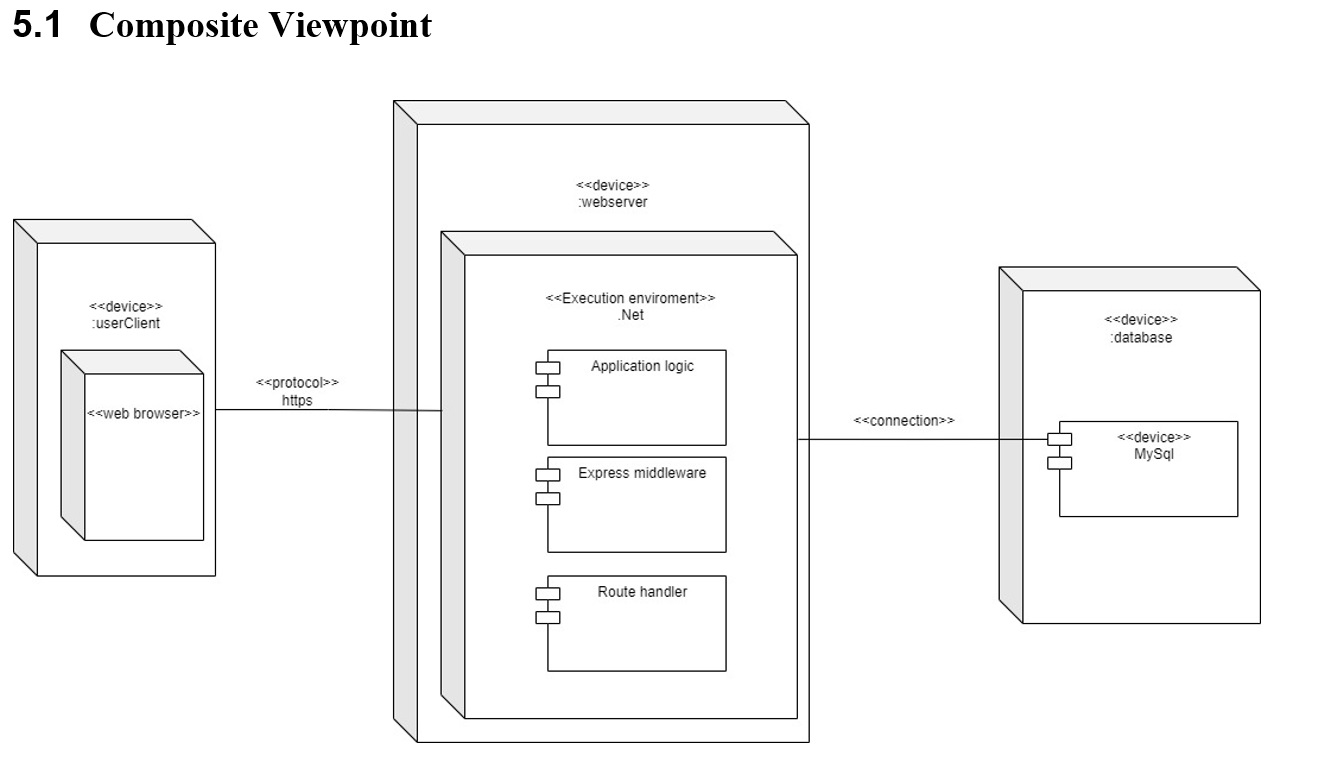 5.1 Composite Viewpoint
<<device>>
:userClient
<<web browser>>
<<protocol>>
https
<<device>>
:webserver
<<Execution enviroment>>
.Net
Application logic
Express middleware
Route handler
<<connection>>
<<device>>
:database
<<device>>
MySql